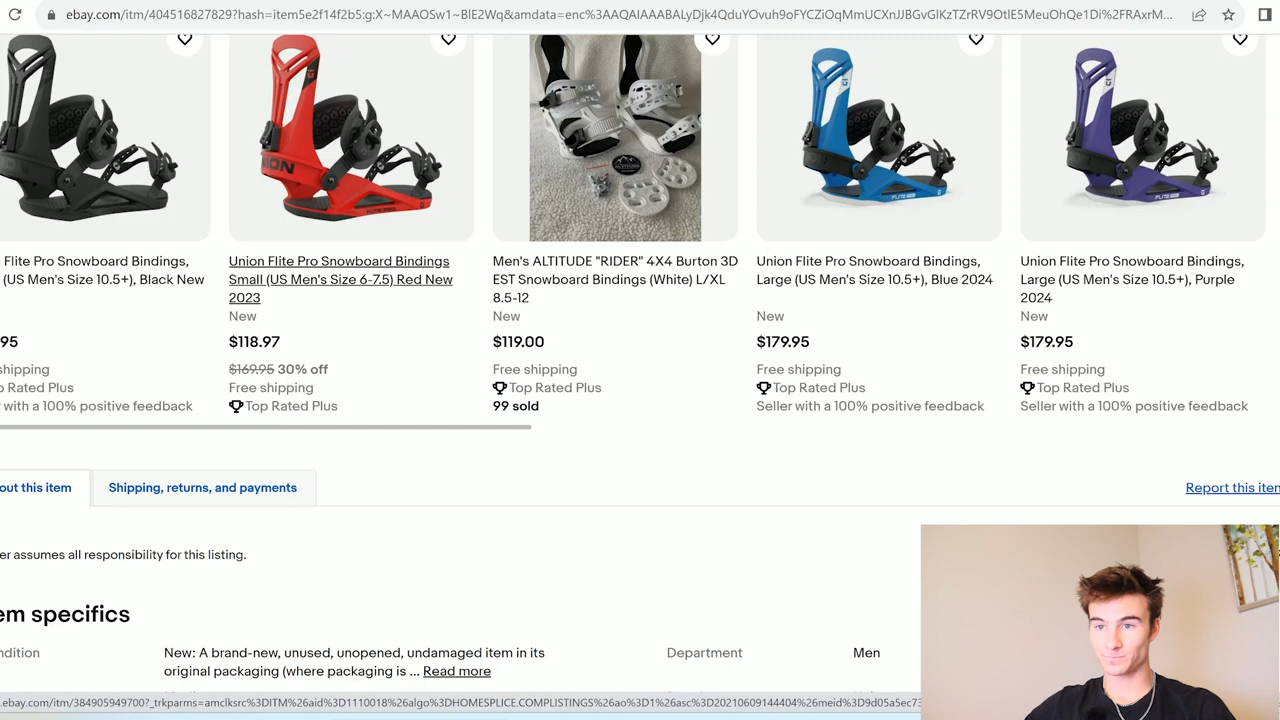 ebay.com/itm/404516827829?hash=item5e2f14f2b5:g:X~MAAOSw1~BlE2Wq&amdata=enc%3AAQAIAAABALyDjk4QduYOvuh9oFYCZiOqMmUCXnJJBGvGlKzTZrRV9OtlE5MeuOhQe1Di%2FRAxrM...
Flite Pro Snowboard Bindings,
(US Men's Size 10.5+), Black New
95
shipping
Rated Plus
with a 100% positive feedback
Union Flite Pro Snowboard Bindings
Small (US Men's Size 6-7.5) Red New
2023
New
$118.97
$169.95 30% off
Free shipping
Top Rated Plus
Men's ALTITUDE "RIDER" 4X4 Burton 3D
EST Snowboard Bindings (White) L/XL
8.5-12
New
$119.00
Free shipping
Top Rated Plus
99 sold
Union Flite Pro Snowboard Bindings,
Large (US Men's Size 10.5+), Blue 2024
New
$179.95
Free shipping
Top Rated Plus
Seller with a 100% positive feedback
Union Flite Pro Snowboard Bindings,
Large (US Men's Size 10.5+), Purple
2024
New
$179.95
Free shipping
Top Rated Plus
Seller with a 100% positive feedback
out this item
Shipping, returns, and payments
Report this iten
er assumes all responsibility for this listing.
em specifics
ndition
New: A brand-new, unused, unopened, undamaged item in its
original packaging (where packaging is ... Read more
Department
Men
.ebay.com/itm/384905949700?_trkparms=amclksrc%3DITM%26aid%3D1110018%26algo%3DHOMESPLICE.COMPLISTINGS%26ao%3D1%26asc%3D20210609144404%26meid%3D9d05a5ec73